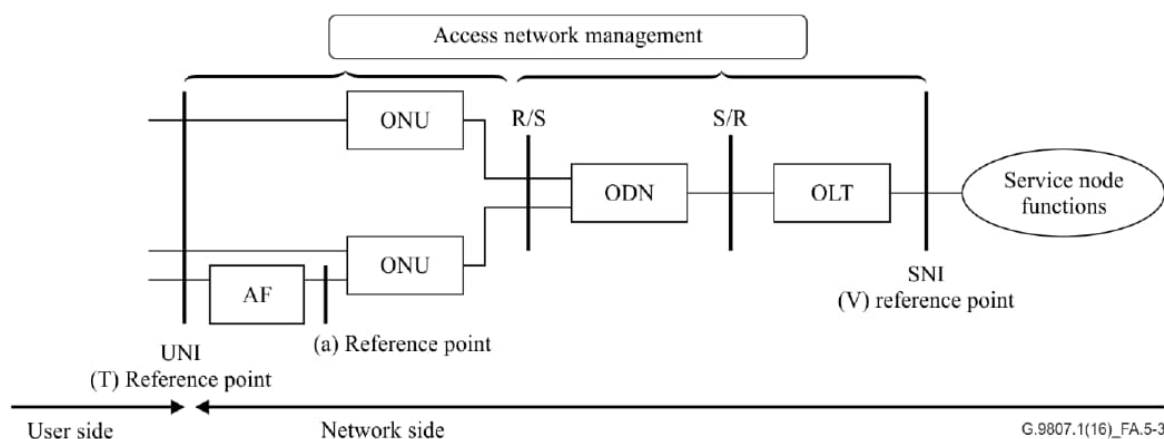 Access network management
ONU
R/S
S/R
ODN
OLT
Service node
functions
ONU
AF
SNI
(V) reference point
(a) Reference point
UNI
(T) Reference point
User side
Network side
G.9807.1(16)_FA.5-3